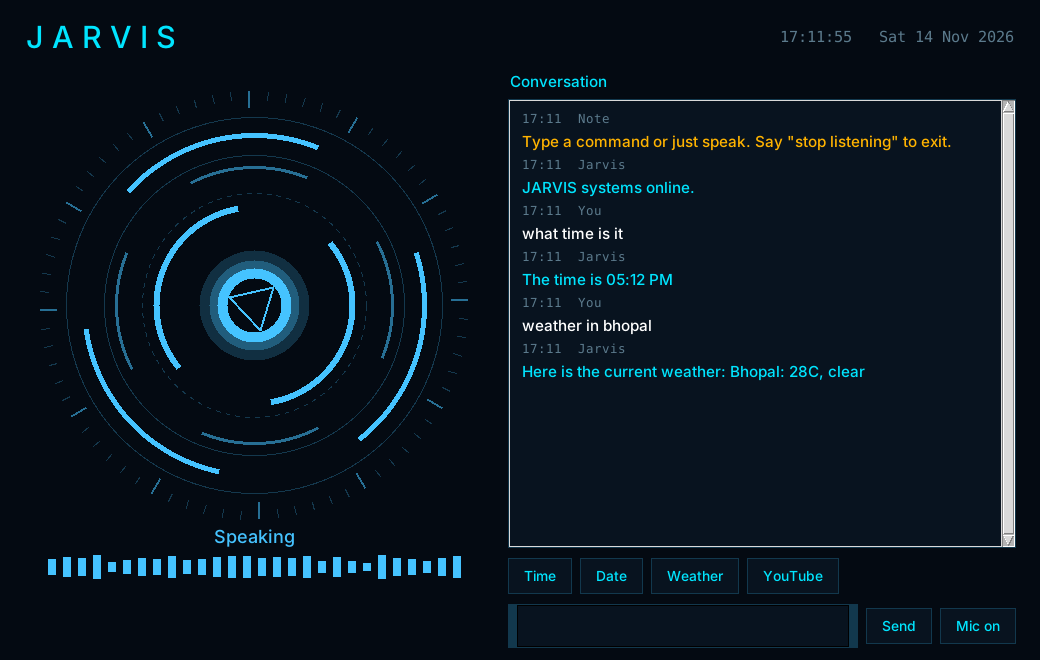 JARVIS
17:11:55 Sat 14 Nov 2026
Conversation
17:11 Note
Type a command or just speak. Say "stop listening" to exit.
17:11 Jarvis
JARVIS systems online.
17:11 You
what time is it
17:11 Jarvis
The time is 05:12 PM
17:11 You
weather in bhopal
17:11 Jarvis
Here is the current weather: Bhopal: 28C, clear
Speaking
Time Date Weather YouTube
Send Mic on